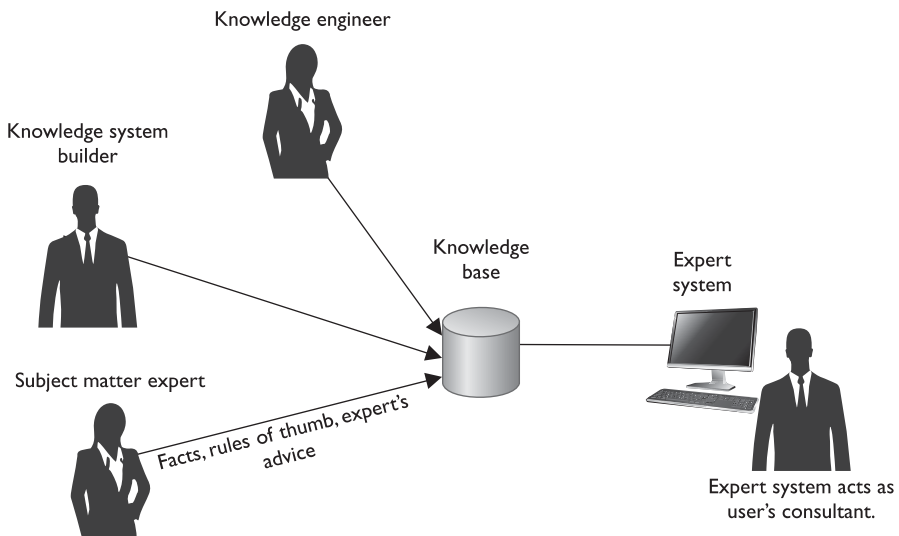 Knowledge engineer
Knowledge system
builder
Knowledge
base
Expert
system
Subject matter expert
Facts, rules of thumb, expert’s
advice
Expert system acts as
user’s consultant.